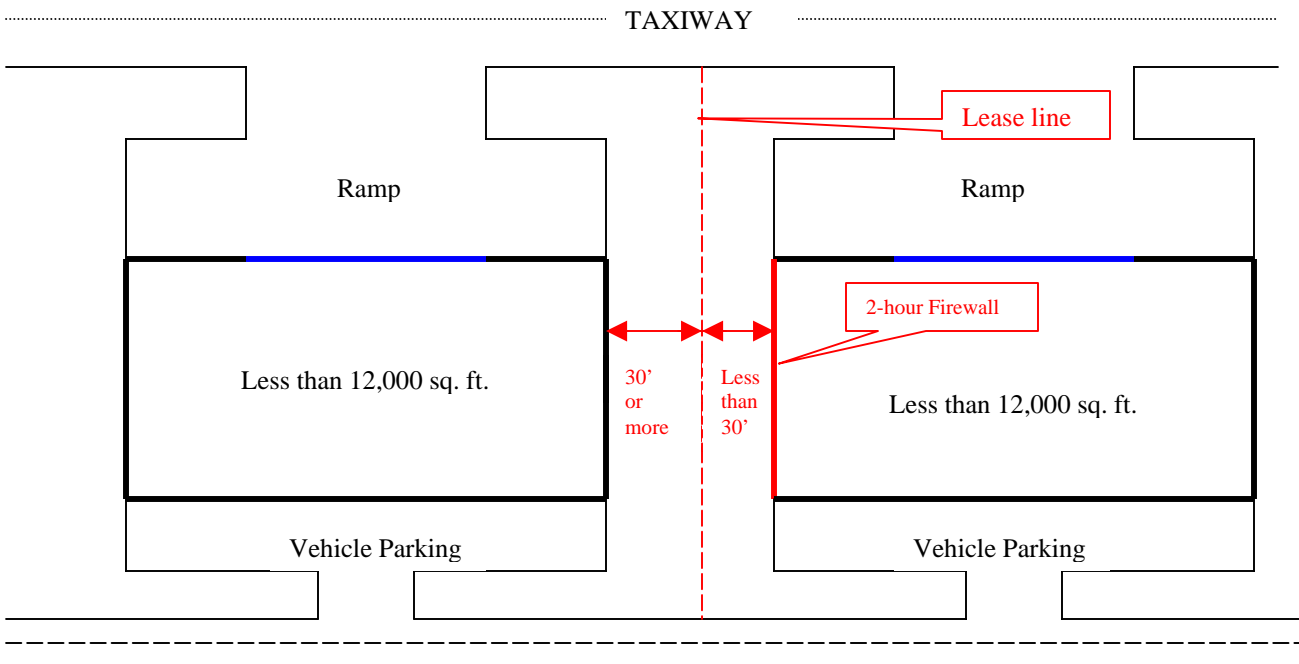 TAXIWAY
Lease line
Ramp
Ramp
2-hour Firewall
Less than 12,000 sq. ft.
30’
or
more
Less
than
30’
Less than 12,000 sq. ft.
Vehicle Parking
Vehicle Parking